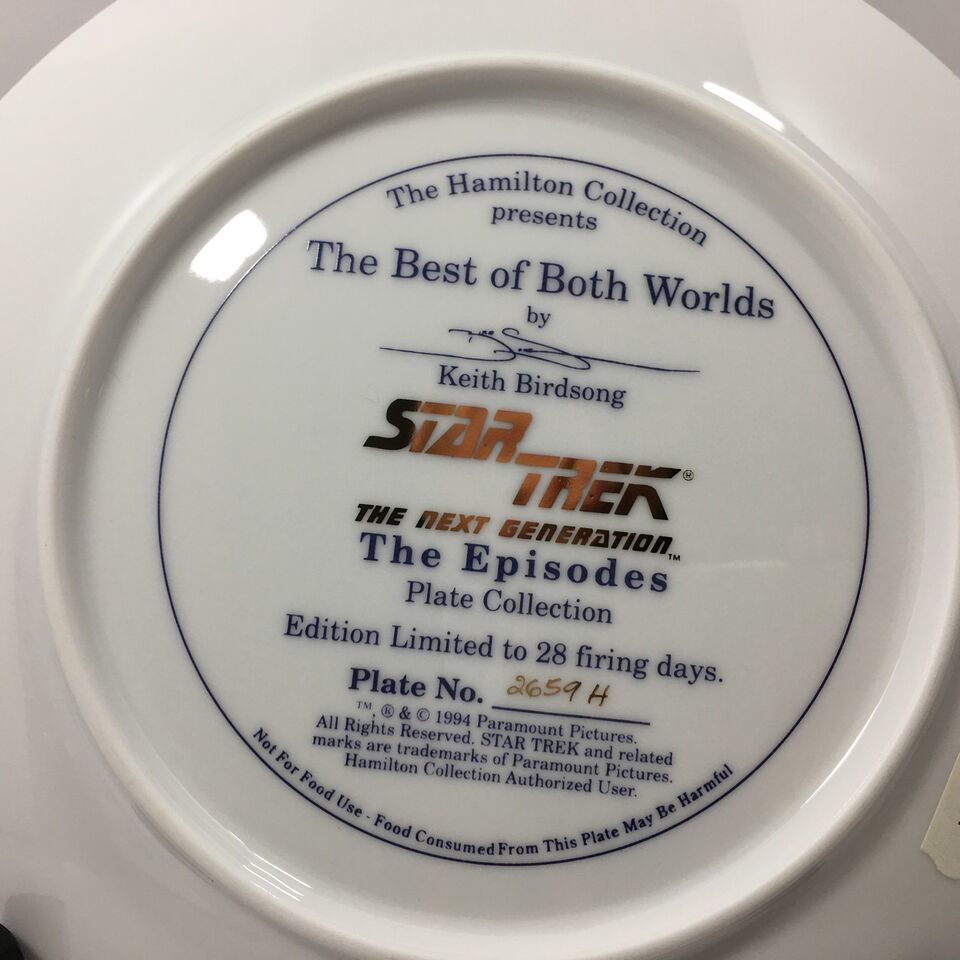 The Hamilton Collection
presents
The Best of Both Worlds
by
Keith Birdsong
STAR TREK®
THE NEXT GENERATION™
The Episodes
Plate Collection
Edition Limited to 28 firing days.
Plate No. 2659 H
™, ® & © 1994 Paramount Pictures.
All Rights Reserved. STAR TREK and related
marks are trademarks of Paramount Pictures.
Hamilton Collection Authorized User.
Not For Food Use - Food Consumed From This Plate May Be Harmful